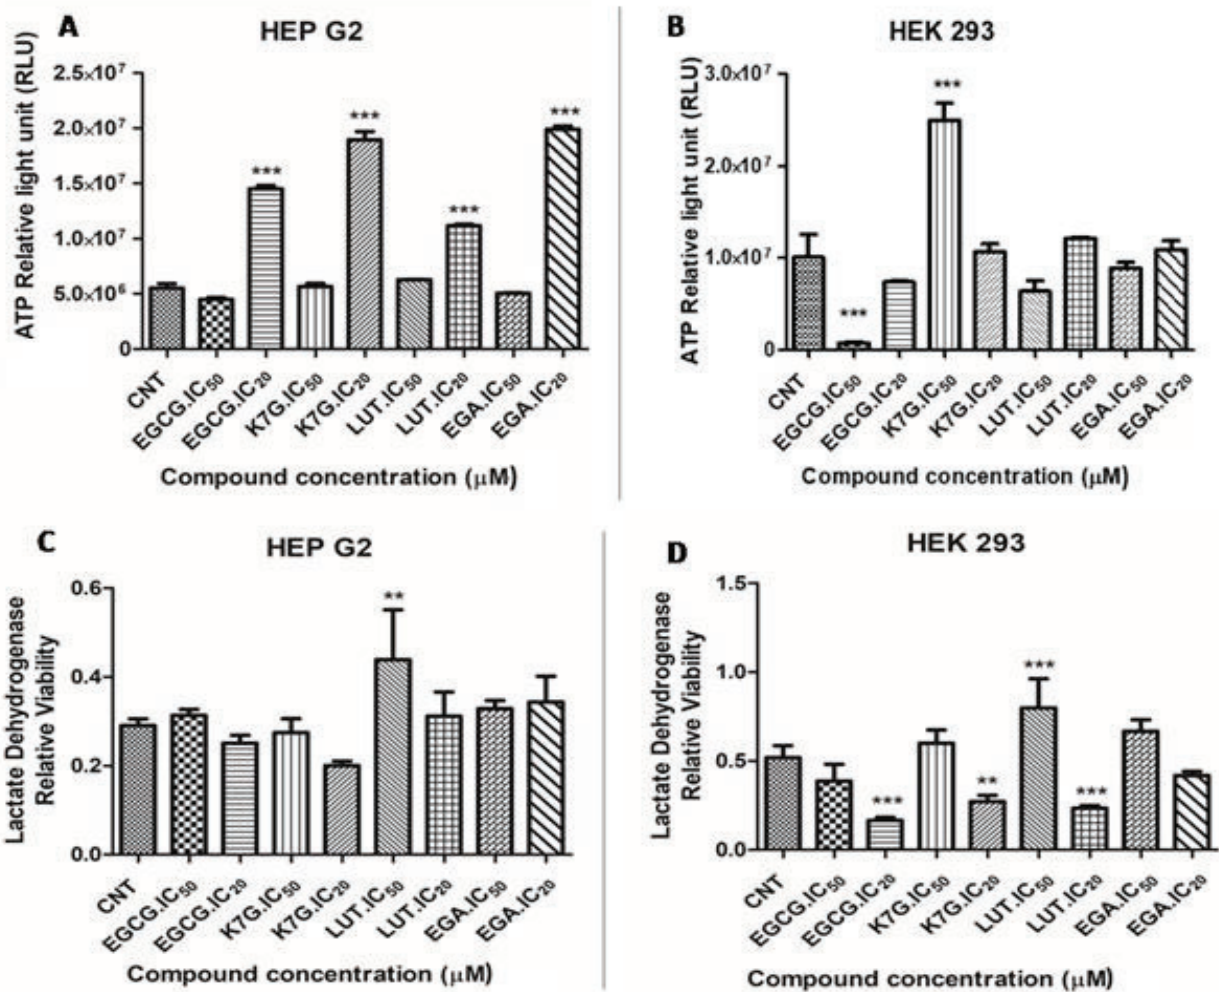 A
HEP G2
ATP Relative light unit (RLU)
2.5×10⁷
2.0×10⁷
1.5×10⁷
1.0×10⁷
5.0×10⁶
0
***
***
***
***
CNT
EGCG.IC₅₀
EGCG.IC₂₀
K7G.IC₅₀
K7G.IC₂₀
LUT.IC₅₀
LUT.IC₂₀
EGA.IC₅₀
EGA.IC₂₀
Compound concentration (μM)
B
HEK 293
ATP Relative light unit (RLU)
3.0×10⁷
2.0×10⁷
1.0×10⁷
0
***
***
CNT
EGCG.IC₅₀
EGCG.IC₂₀
K7G.IC₅₀
K7G.IC₂₀
LUT.IC₅₀
LUT.IC₂₀
EGA.IC₅₀
EGA.IC₂₀
Compound concentration (μM)
C
HEP G2
Lactate Dehydrogenase
Relative Viability
0.6
0.4
0.2
0.0
**
CNT
EGCG.IC₅₀
EGCG.IC₂₀
K7G.IC₅₀
K7G.IC₂₀
LUT.IC₅₀
LUT.IC₂₀
EGA.IC₅₀
EGA.IC₂₀
Compound concentration (μM)
D
HEK 293
Lactate Dehydrogenase
Relative Viability
1.5
1.0
0.5
0.0
***
**
***
***
CNT
EGCG.IC₅₀
EGCG.IC₂₀
K7G.IC₅₀
K7G.IC₂₀
LUT.IC₅₀
LUT.IC₂₀
EGA.IC₅₀
EGA.IC₂₀
Compound concentration (μM)